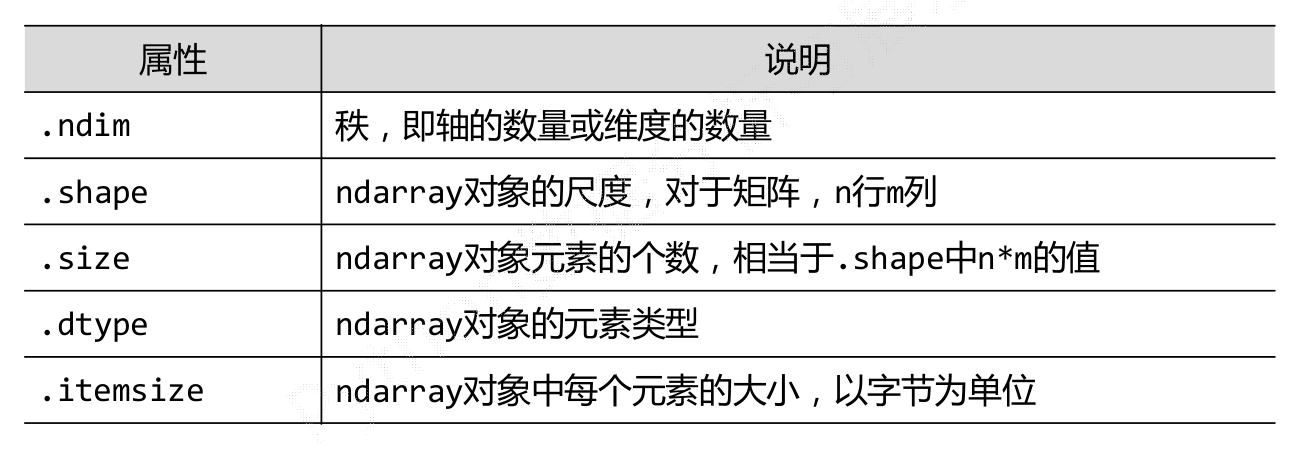 属性 说明
.ndim 秩，即轴的数量或维度的数量
.shape ndarray对象的尺度，对于矩阵，n行m列
.size ndarray对象元素的个数，相当于.shape中n*m的值
.dtype ndarray对象的元素类型
.itemsize ndarray对象中每个元素的大小，以字节为单位